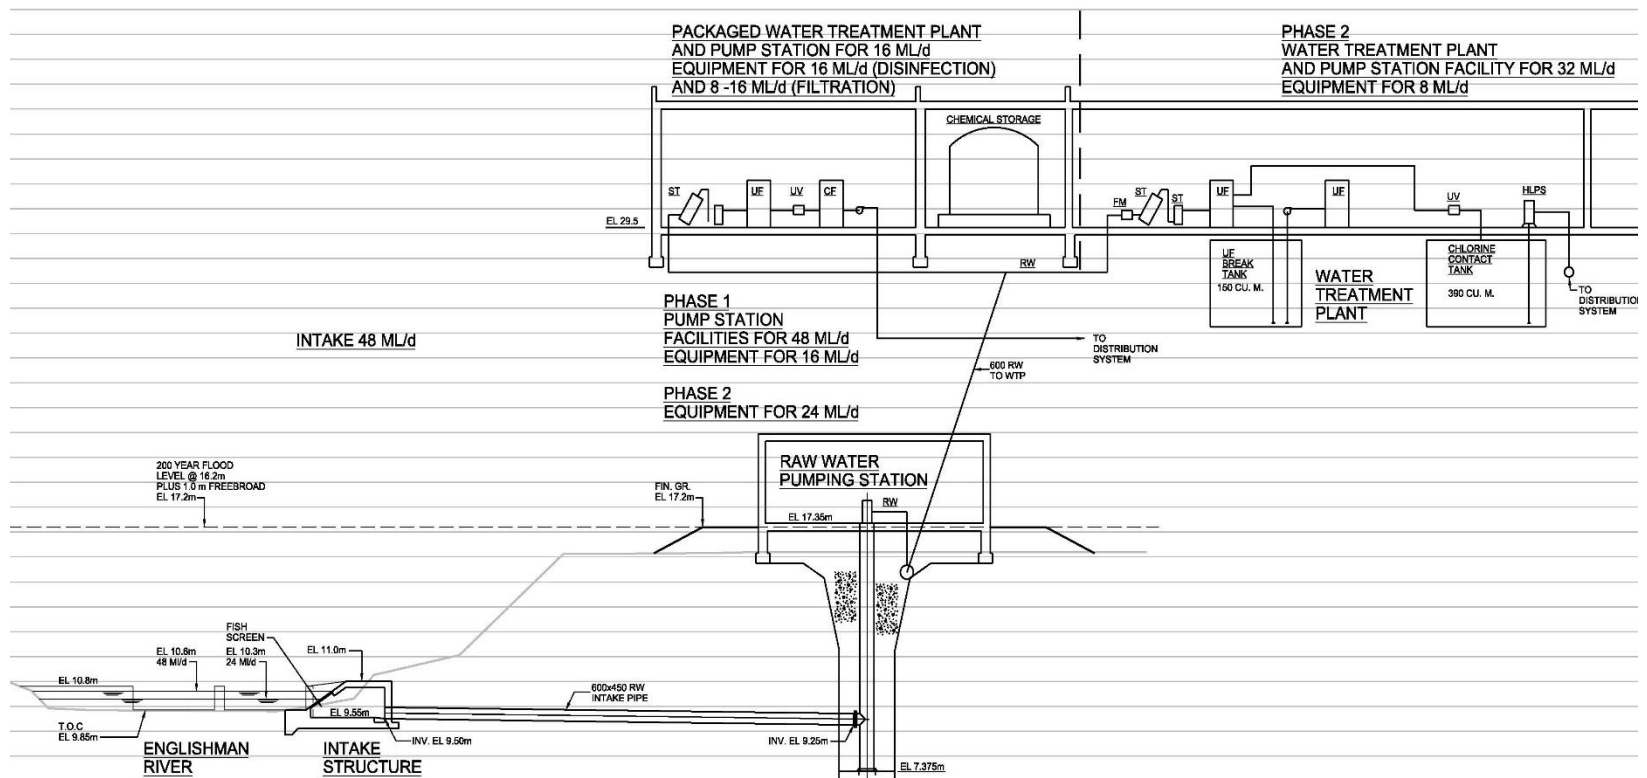 PACKAGED WATER TREATMENT PLANT
AND PUMP STATION FOR 16 ML/d
EQUIPMENT FOR 16 ML/d (DISINFECTION)
AND 8 -16 ML/d (FILTRATION)
PHASE 2
WATER TREATMENT PLANT
AND PUMP STATION FACILITY FOR 32 ML/d
EQUIPMENT FOR 8 ML/d
CHEMICAL STORAGE
ST
UF
UV
CF
FM
ST
ST
UF
UF
UV
HLPS
EL 29.5
RW
UF
BREAK
TANK
150 CU. M.
WATER
TREATMENT
PLANT
CHLORINE
CONTACT
TANK
390 CU. M.
TO
DISTRIBUTION
SYSTEM
PHASE 1
PUMP STATION
FACILITIES FOR 48 ML/d
EQUIPMENT FOR 16 ML/d
INTAKE 48 ML/d
TO
DISTRIBUTION
SYSTEM
600 RW
TO WTP
PHASE 2
EQUIPMENT FOR 24 ML/d
200 YEAR FLOOD
LEVEL @ 16.2m
PLUS 1.0 m FREEBROAD
EL 17.2m
FIN. GR.
EL 17.2m
RAW WATER
PUMPING STATION
RW
EL 17.35m
FISH
SCREEN
EL 10.6m
48 Ml/d
EL 10.3m
24 Ml/d
EL 11.0m
EL 10.8m
600x450 RW
INTAKE PIPE
EL 9.55m
T.O.C
EL 9.85m
INV. EL 9.50m
INV. EL 9.25m
ENGLISHMAN
RIVER
INTAKE
STRUCTURE
EL 7.375m